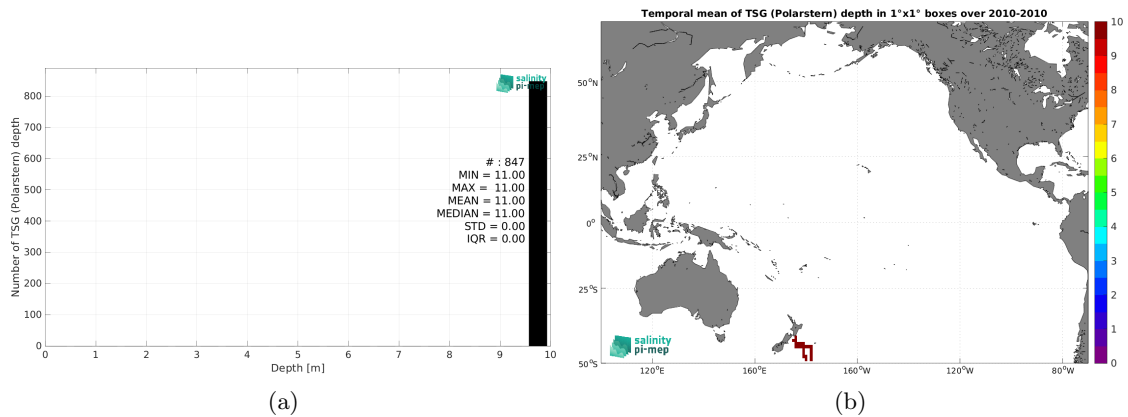 Temporal mean of TSG (Polarstern) depth in 1°x1° boxes over 2010-2010
salinity
pi-mep
Number of TSG (Polarstern) depth
800
700
600
500
400
300
200
100
0
# : 847
MIN = 11.00
MAX = 11.00
MEAN = 11.00
MEDIAN = 11.00
STD = 0.00
IQR = 0.00
0 1 2 3 4 5 6 7 8 9 10
Depth [m]
(a)
50°N
25°N
0°
25°S
50°S
salinity
pi-mep
120°E 160°E 160°W 120°W 80°W
10
9
8
7
6
5
4
3
2
1
0
(b)